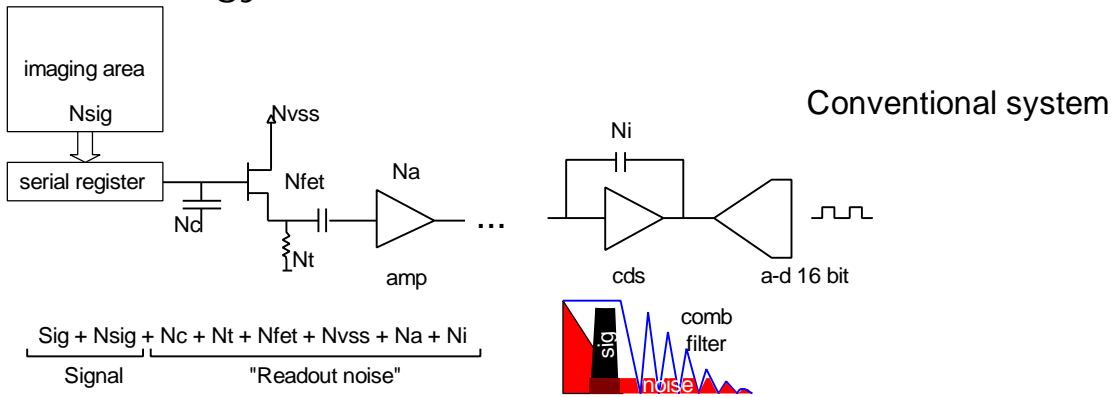 imaging area
Nsig
serial register
Nvss
Nfet
Nc
Nt
Na
amp
...
Ni
cds
a-d 16 bit
Conventional system
Sig + Nsig + Nc + Nt + Nfet + Nvss + Na + Ni
Signal
"Readout noise"
sig
noise
comb
filter